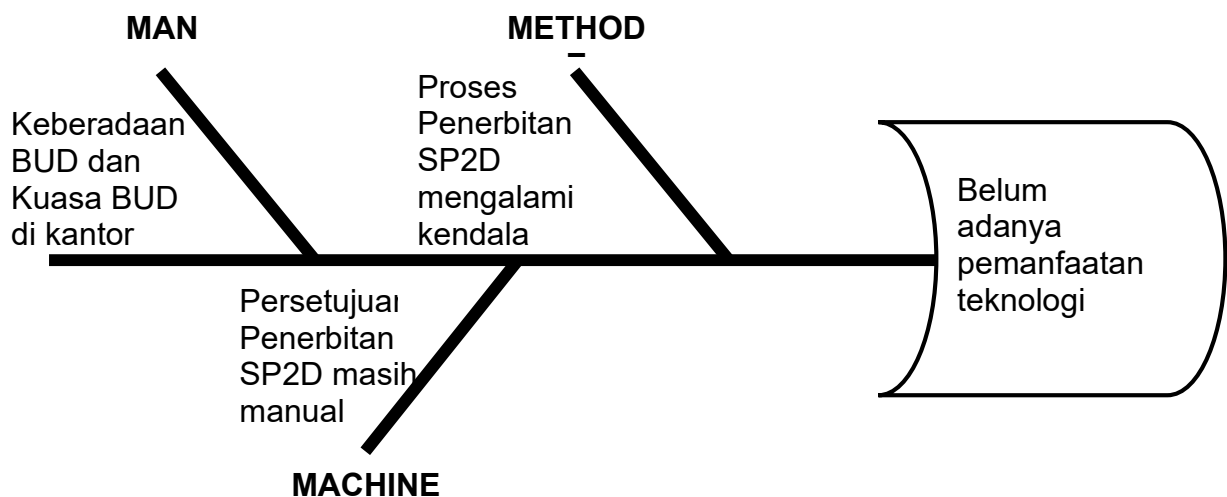 MAN
Keberadaan
BUD dan
Kuasa BUD
di kantor
METHOD
Proses
Penerbitan
SP2D
mengalami
kendala
Persetujuan
Penerbitan
SP2D masih
manual
MACHINE
Belum
adanya
pemanfaatan
teknologi